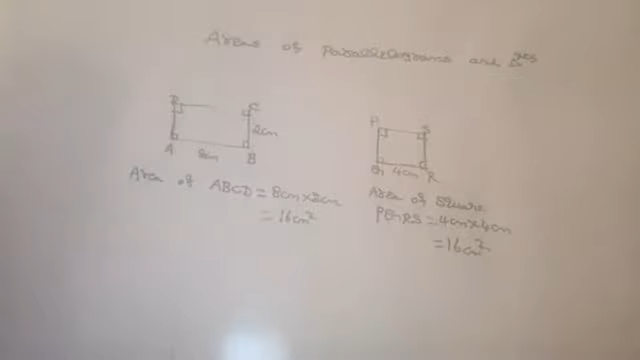 Areas of Parallelograms and
D C
2cm
A 8cm B
Area of ABCD = 8cm x 2cm
= 16cm²
P S
Q 4cm R
Area of Square
PQRS = 4cm x 4cm
= 16cm²